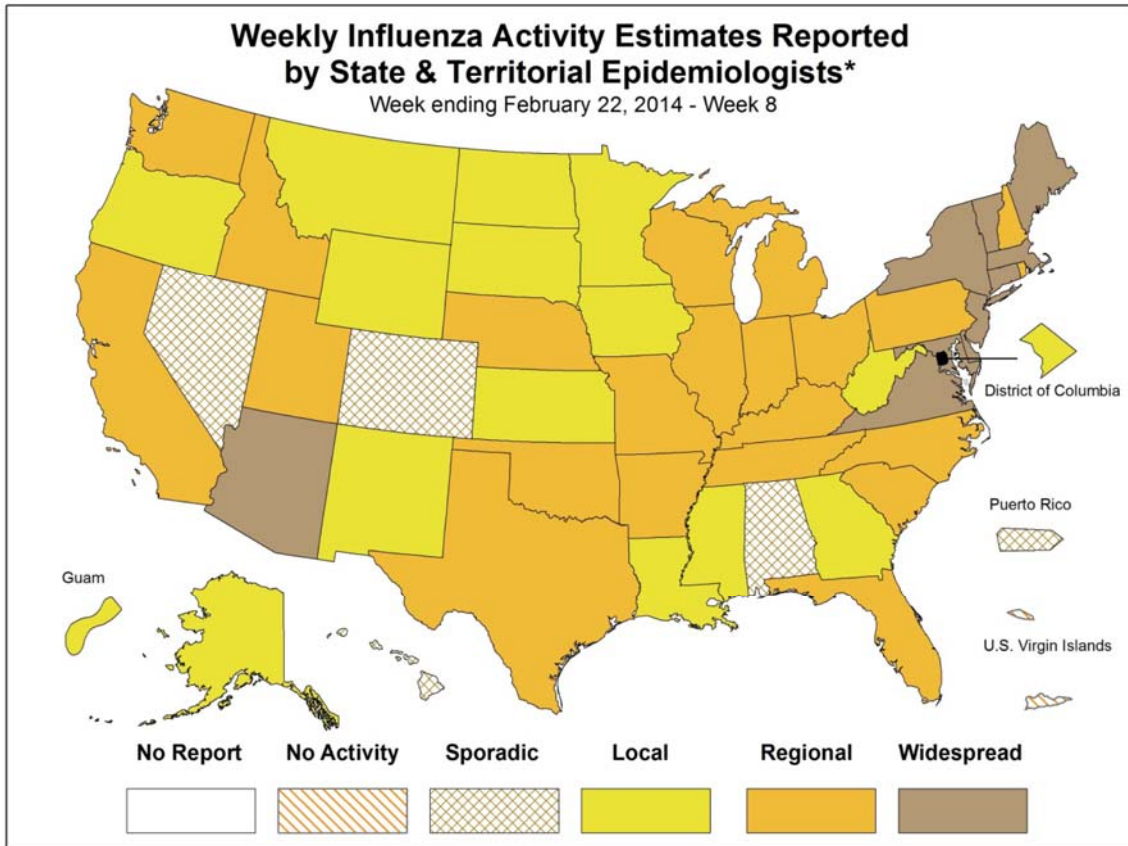 Weekly Influenza Activity Estimates Reported
by State & Territorial Epidemiologists*
Week ending February 22, 2014 - Week 8
District of Columbia
Puerto Rico
Guam
U.S. Virgin Islands
No Report No Activity Sporadic Local Regional Widespread